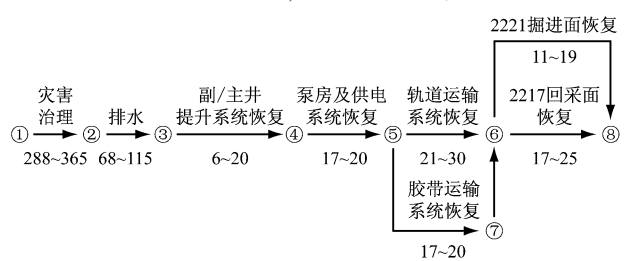 2221掘进面恢复
11~19
灾害
治理
排水
副/主井
提升系统恢复
泵房及供电
系统恢复
轨道运输
系统恢复
2217回采面
恢复
① ② ③ ④ ⑤ ⑥ ⑧
288~365 68~115 6~20 17~20 21~30 17~25
胶带运输
系统恢复
⑦
17~20